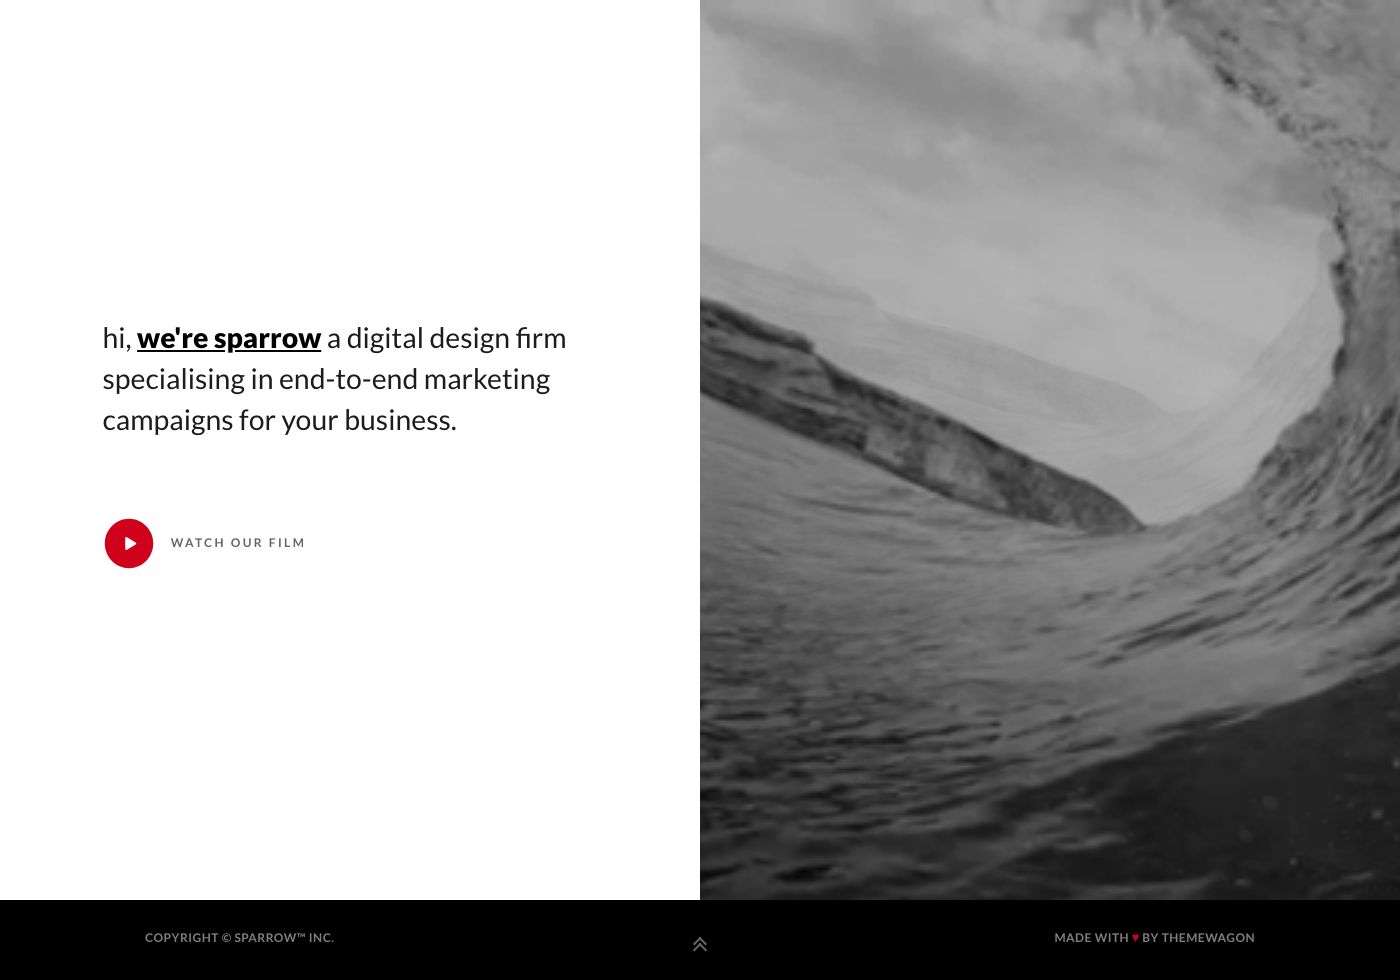 hi, we're sparrow a digital design firm
specialising in end-to-end marketing
campaigns for your business.
WATCH OUR FILM
COPYRIGHT © SPARROW™ INC.
MADE WITH ♥ BY THEMEWAGON